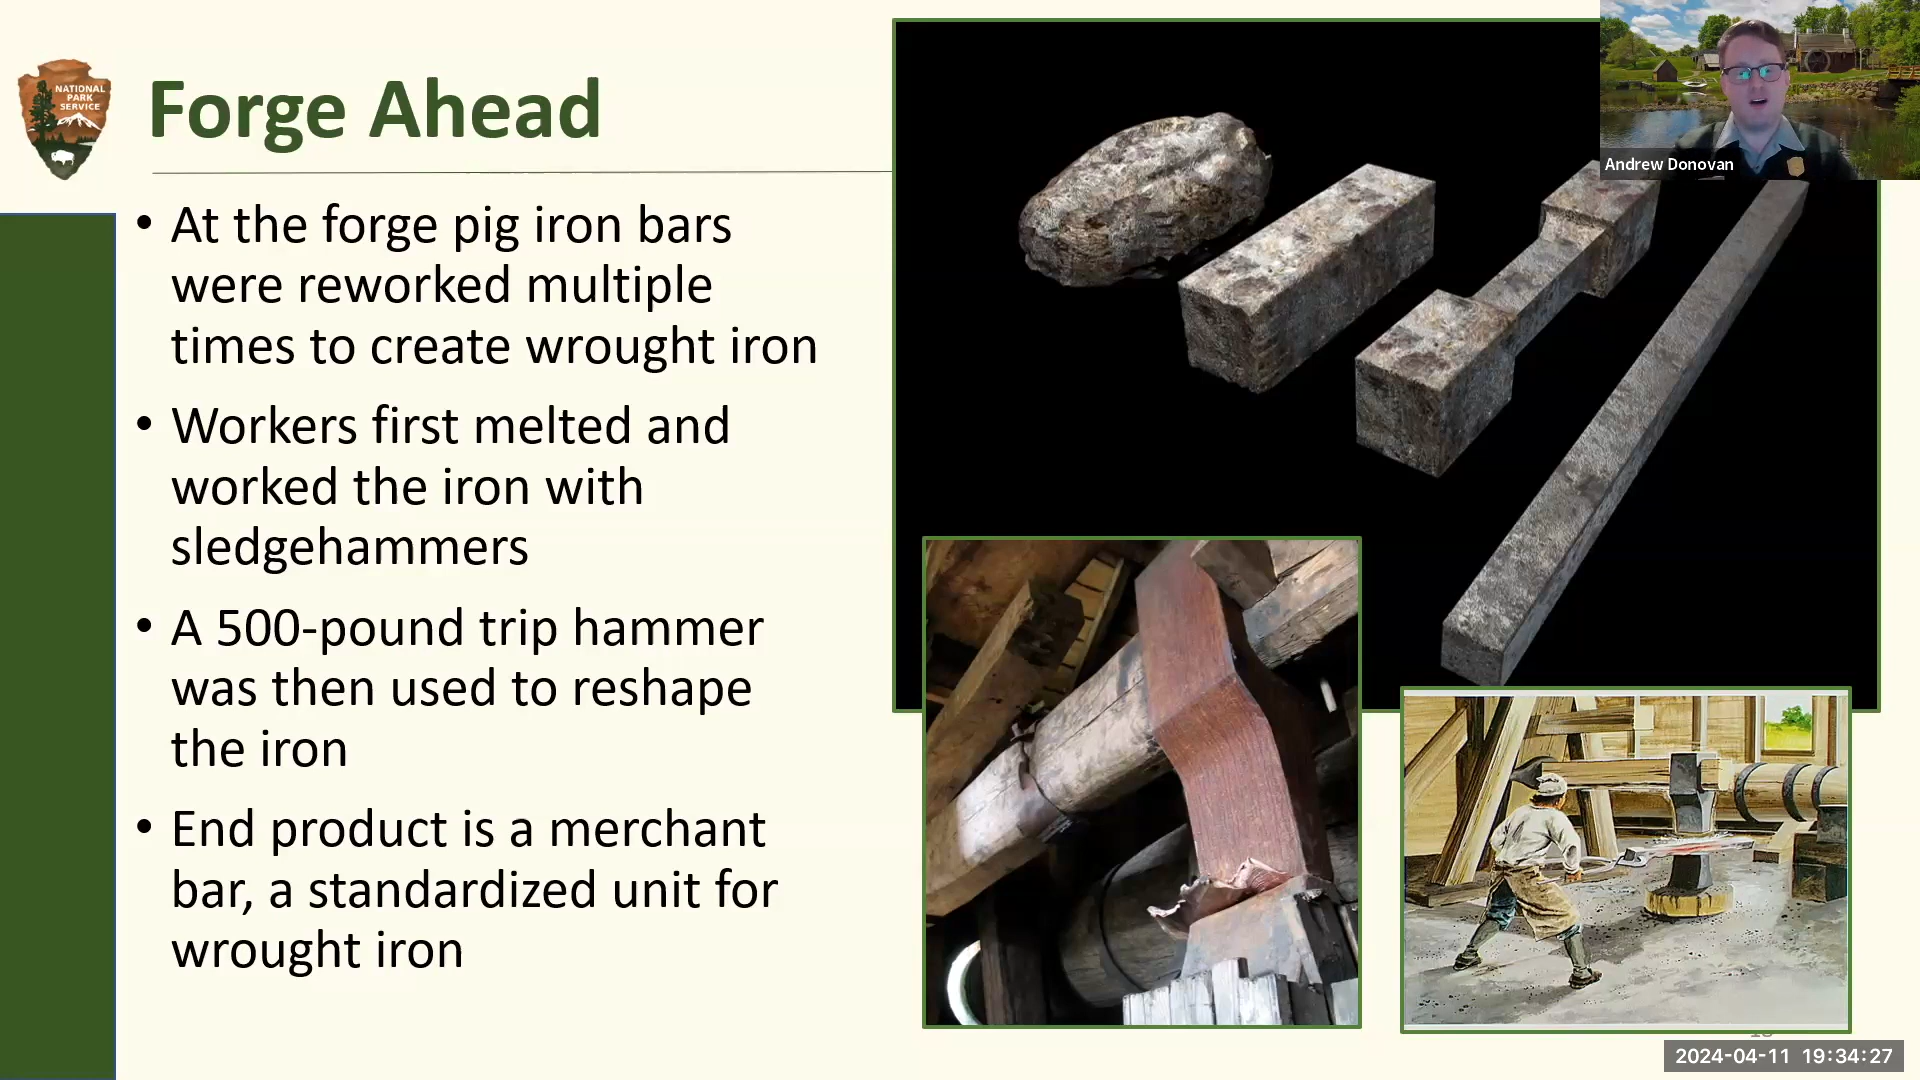 NATIONAL
PARK
SERVICE
Forge Ahead
• At the forge pig iron bars
were reworked multiple
times to create wrought iron
• Workers first melted and
worked the iron with
sledgehammers
• A 500-pound trip hammer
was then used to reshape
the iron
• End product is a merchant
bar, a standardized unit for
wrought iron
Andrew Donovan
2024-04-11 19:34:27